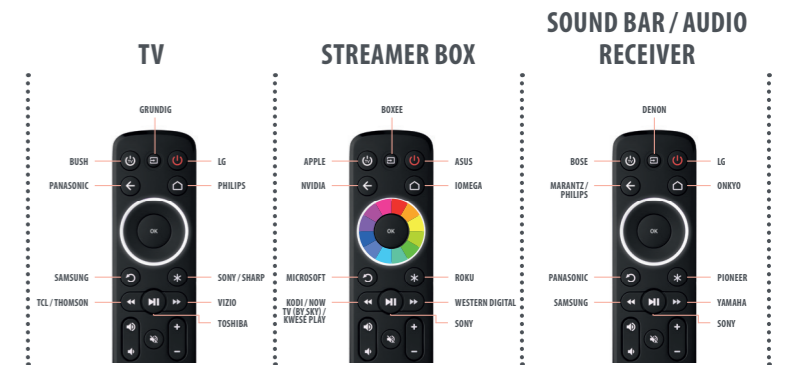 TV
GRUNDIG
BUSH
LG
PANASONIC
PHILIPS
OK
SAMSUNG
SONY / SHARP
TCL / THOMSON
VIZIO
TOSHIBA
STREAMER BOX
BOXEE
APPLE
ASUS
NVIDIA
IOMEGA
OK
MICROSOFT
ROKU
KODI / NOW
TV (BY SKY) /
KWESE PLAY
WESTERN DIGITAL
SONY
SOUND BAR / AUDIO
RECEIVER
DENON
BOSE
LG
MARANTZ /
PHILIPS
ONKYO
OK
PANASONIC
PIONEER
SAMSUNG
YAMAHA
SONY